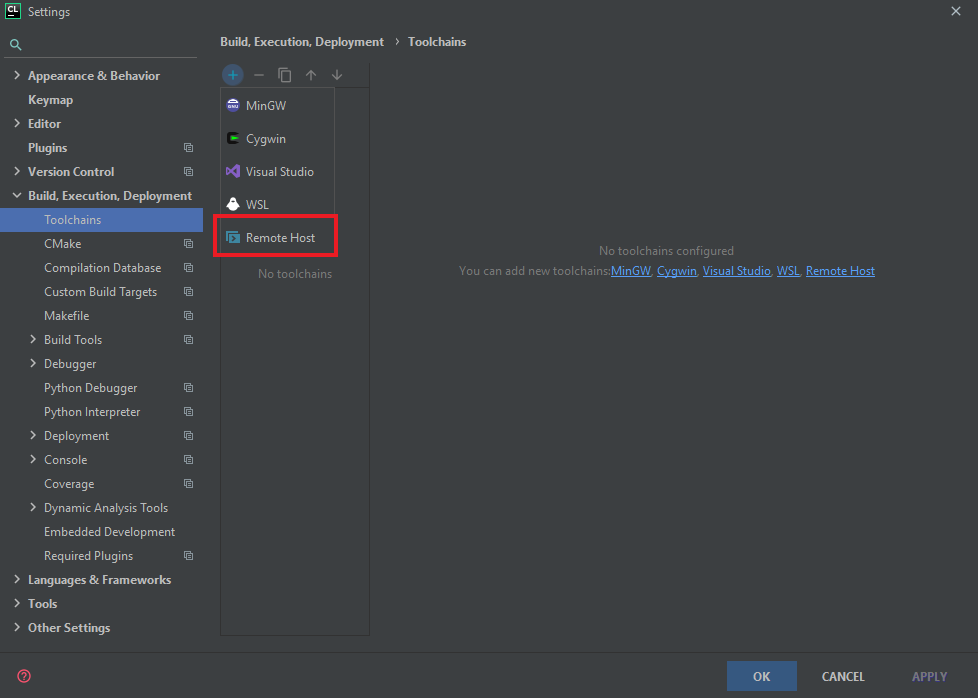 CL
Settings
Build, Execution, Deployment › Toolchains
Appearance & Behavior
Keymap
Editor
Plugins
Version Control
Build, Execution, Deployment
Toolchains
CMake
Compilation Database
Custom Build Targets
Makefile
Build Tools
Debugger
Python Debugger
Python Interpreter
Deployment
Console
Coverage
Dynamic Analysis Tools
Embedded Development
Required Plugins
Languages & Frameworks
Tools
Other Settings
MinGW
Cygwin
Visual Studio
WSL
Remote Host
No toolchains
No toolchains configured
You can add new toolchains:MinGW, Cygwin, Visual Studio, WSL, Remote Host
?
OK
CANCEL
APPLY